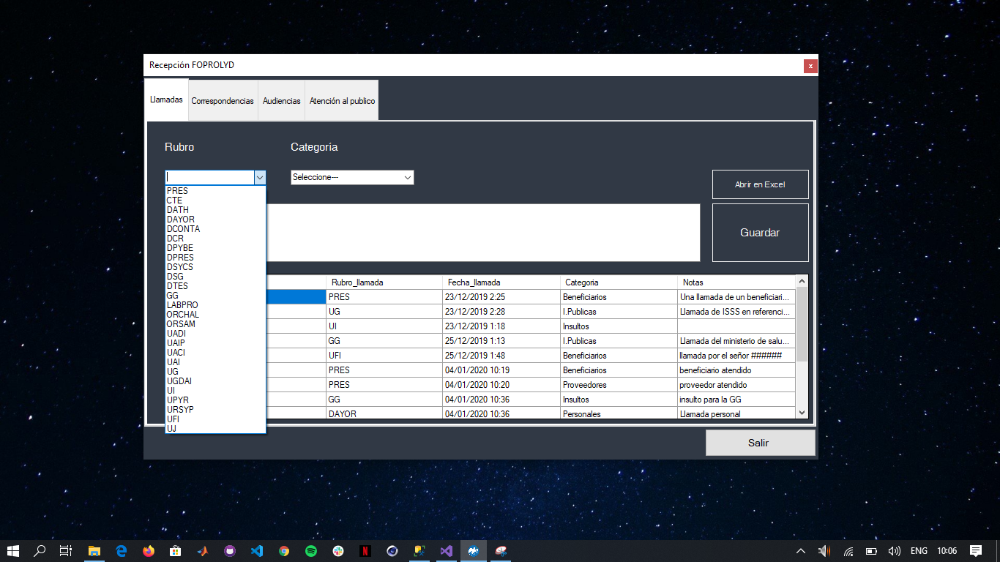 Recepción FOPROLYD
x
Llamadas Correspondencias Audiencias Atención al publico
Rubro Categoría
Seleccione---
Abrir en Excel
Guardar
PRES
CTE
DATH
DAYOR
DCONTA
DCR
DPYBE
DPRES
DSYCS
DSG
DTES
GG
LABPRO
ORCHAL
ORSAM
UADI
UAIP
UACI
UAI
UG
UGDAI
UI
UPYR
URSYP
UFI
UJ
Rubro_llamada Fecha_llamada Categoria Notas
PRES 23/12/2019 2:25 Beneficiarios Una llamada de un beneficiari...
UG 23/12/2019 2:28 I.Publicas Llamada de ISSS en referenci...
UI 23/12/2019 1:18 Insultos
GG 25/12/2019 1:13 I.Publicas Llamada del ministerio de salu...
UFI 25/12/2019 1:48 Beneficiarios llamada por el señor ######
PRES 04/01/2020 10:19 Beneficiarios beneficiario atendido
PRES 04/01/2020 10:20 Proveedores proveedor atendido
GG 04/01/2020 10:36 Insultos insulto para la GG
DAYOR 04/01/2020 10:36 Personales Llamada personal
Salir
N
ENG 10:06